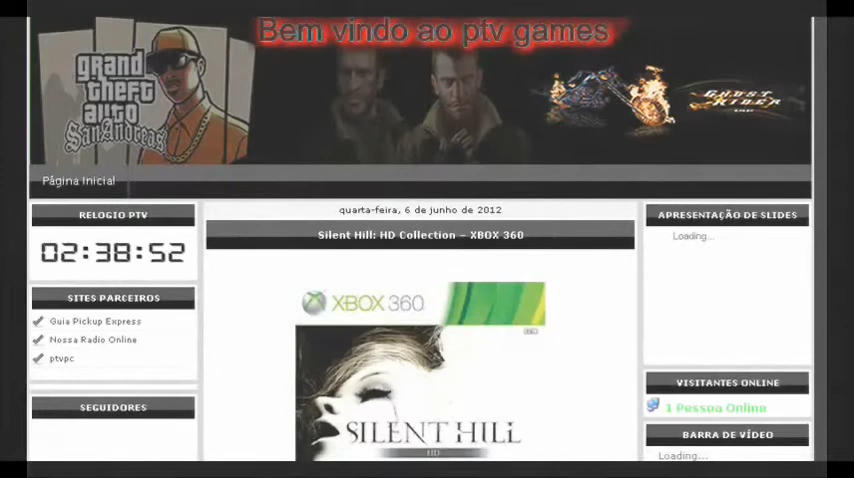 Bem vindo ao ptv games
grand
theft
auto
San Andreas
GHOST
RIDER
Página Inicial
RELOGIO PTV
02:38:52
SITES PARCEIROS
Guia Pickup Express
Nossa Radio Online
ptvpc
SEGUIDORES
quarta-feira, 6 de junho de 2012
Silent Hill: HD Collection – XBOX 360
XBOX 360
SILENT HILL
HD
APRESENTAÇÃO DE SLIDES
Loading...
VISITANTES ONLINE
1 Pessoa Online
BARRA DE VÍDEO
Loading...